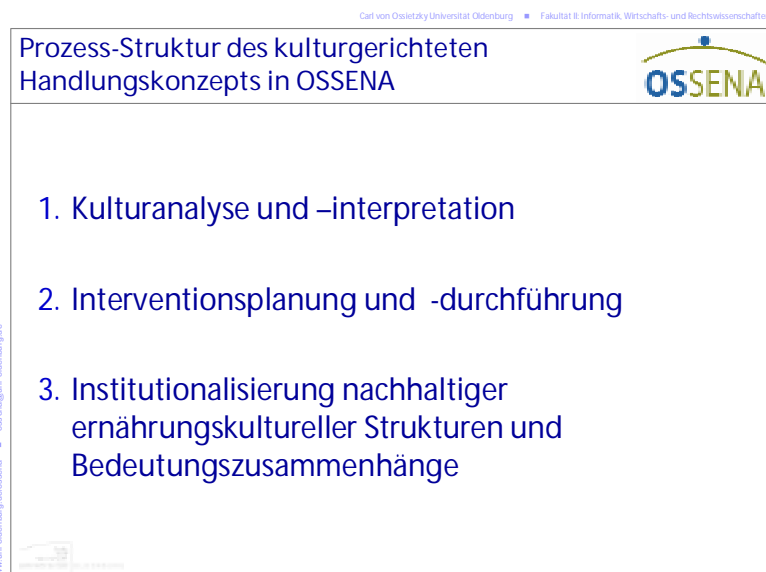 Carl von Ossietzky Universität Oldenburg ■ Fakultät II: Informatik, Wirtschafts- und Rechtswissenschafte
Prozess-Struktur des kulturgerichteten
Handlungskonzepts in OSSENA
OSSENA
1. Kulturanalyse und –interpretation
2. Interventionsplanung und -durchführung
3. Institutionalisierung nachhaltiger
ernährungskultureller Strukturen und
Bedeutungszusammenhänge